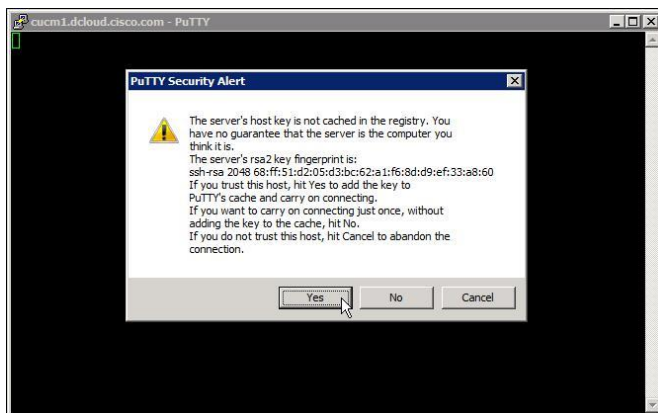 cucm1.dcloud.cisco.com - PuTTY
PuTTY Security Alert
The server's host key is not cached in the registry. You
have no guarantee that the server is the computer you
think it is.
The server's rsa2 key fingerprint is:
ssh-rsa 2048 68:ff:51:d2:05:d3:bc:62:a1:f6:8d:d9:ef:33:a8:60
If you trust this host, hit Yes to add the key to
PuTTY's cache and carry on connecting.
If you want to carry on connecting just once, without
adding the key to the cache, hit No.
If you do not trust this host, hit Cancel to abandon the
connection.
Yes No Cancel